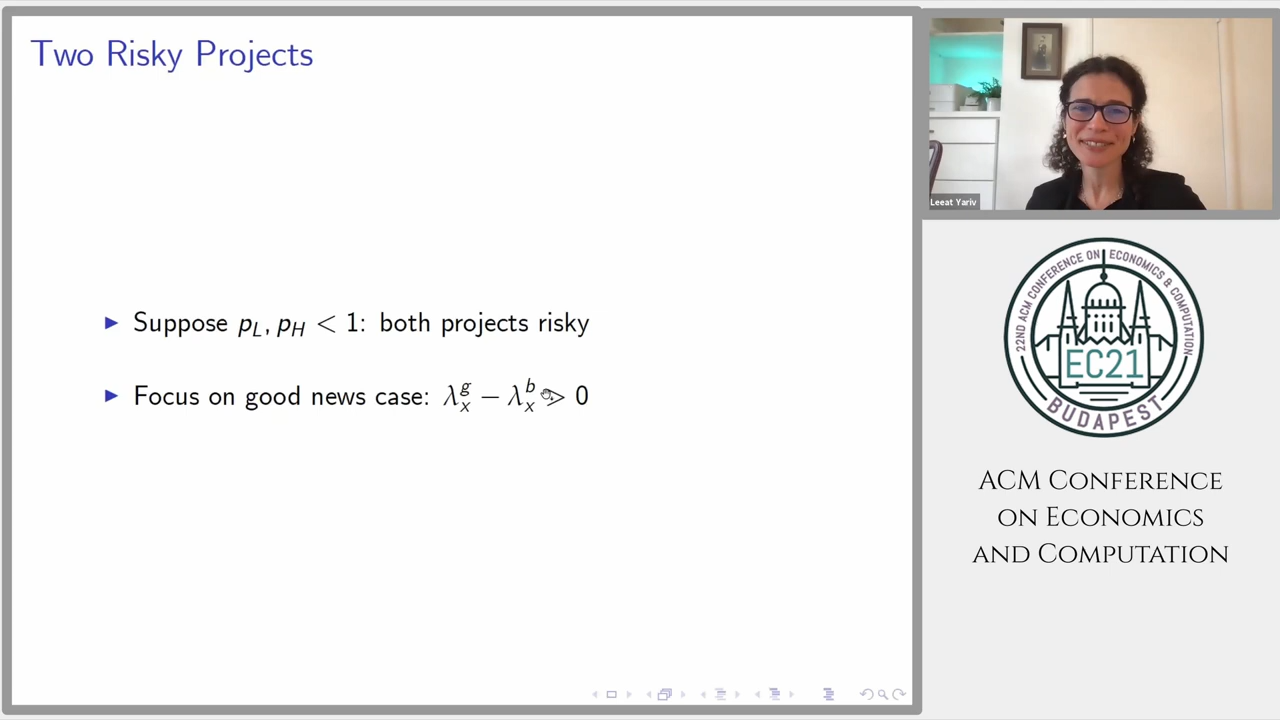 Two Risky Projects
▶ Suppose p_L, p_H < 1: both projects risky
▶ Focus on good news case: λ_x^g − λ_x^b > 0
Leeat Yariv
22ND ACM CONFERENCE ON ECONOMICS & COMPUTATION
EC21
BUDAPEST
ACM Conference
on Economics
and Computation